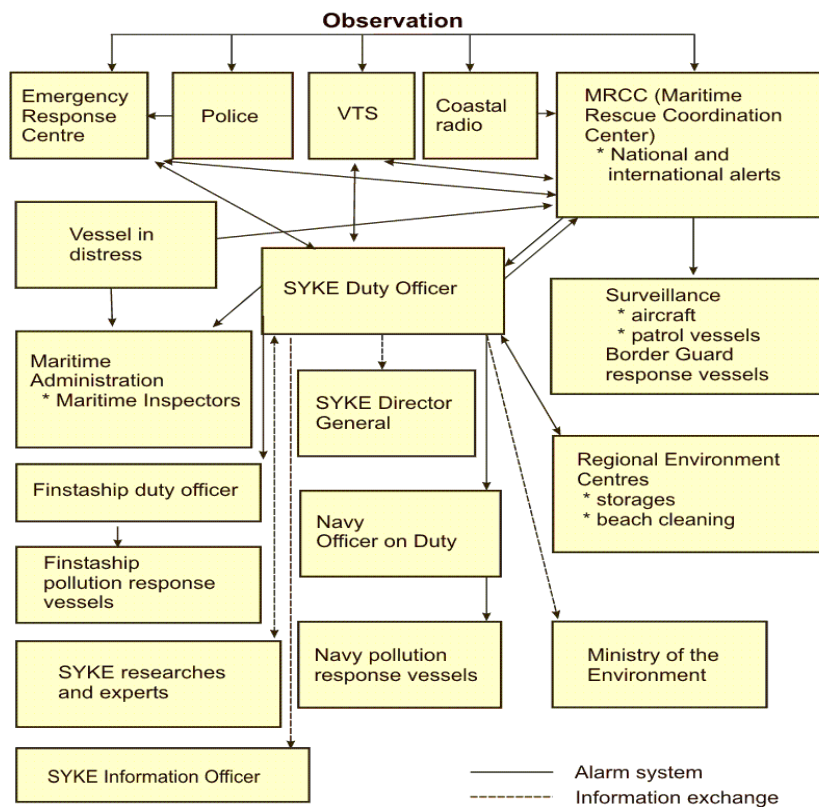 Observation
Emergency
Response
Centre
Police
VTS
Coastal
radio
MRCC (Maritime
Rescue Coordination
Center)
* National and
international alerts
Vessel in
distress
SYKE Duty Officer
Surveillance
* aircraft
* patrol vessels
Border Guard
response vessels
Maritime
Administration
* Maritime Inspectors
SYKE Director
General
Regional Environment
Centres
* storages
* beach cleaning
Finstaship duty officer
Navy
Officer on Duty
Finstaship
pollution response
vessels
SYKE researches
and experts
Navy pollution
response vessels
Ministry of the
Environment
SYKE Information Officer
Alarm system
Information exchange